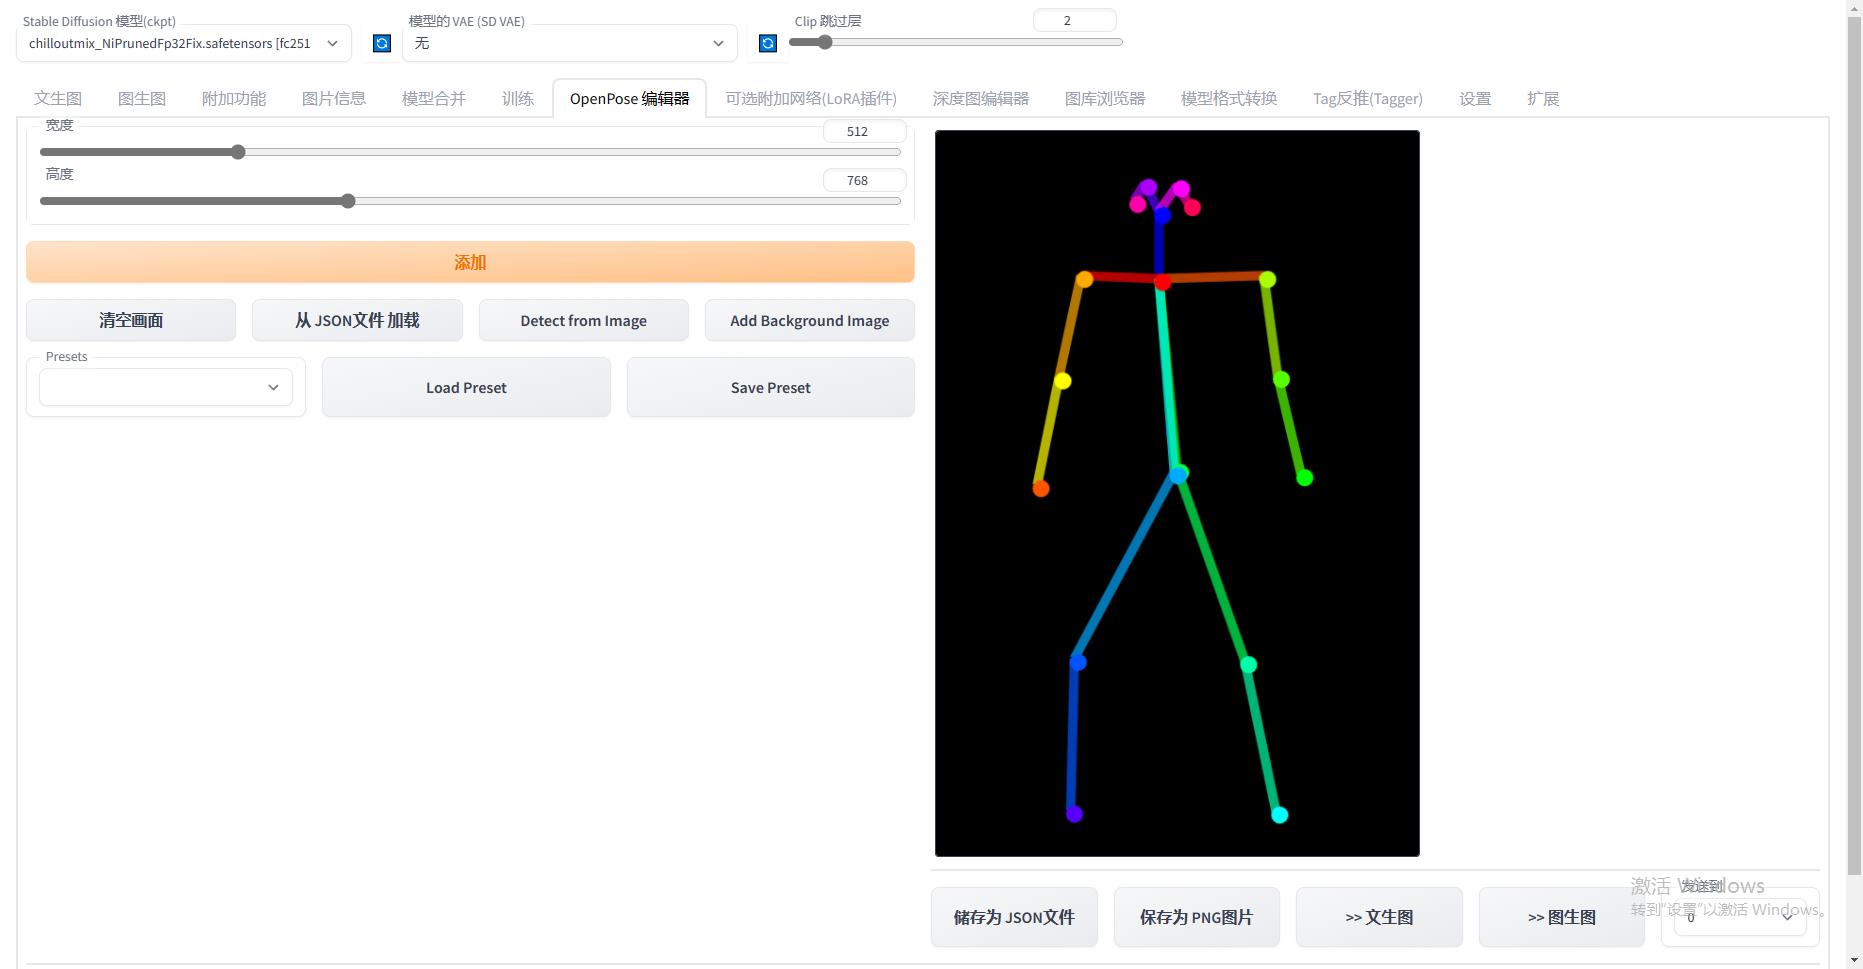 Stable Diffusion 模型(ckpt)
模型的 VAE (SD VAE)
Clip 跳过层
2
chilloutmix_NiPrunedFp32Fix.safetensors [fc251
无
文生图
图生图
附加功能
图片信息
模型合并
训练
OpenPose 编辑器
可选附加网络(LoRA插件)
深度图编辑器
图库浏览器
模型格式转换
Tag反推(Tagger)
设置
扩展
宽度
512
高度
768
添加
清空画面
从 JSON文件 加载
Detect from Image
Add Background Image
Presets
Load Preset
Save Preset
储存为 JSON文件
保存为 PNG图片
>> 文生图
>> 图生图
发送到
0
激活 Windows
转到"设置"以激活 Windows。